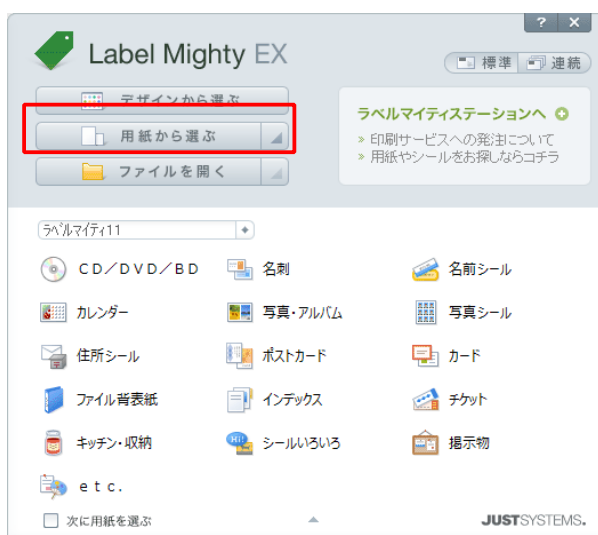 ? X
Label Mighty EX
標準 連続
デザインから選ぶ
用紙から選ぶ
ファイルを開く
ラベルマイティステーションへ
» 印刷サービスへの発注について
» 用紙やシールをお探しならコチラ
ラベルマイティ11
CD/DVD/BD
名刺
名前シール
カレンダー
写真・アルバム
写真シール
住所シール
ポストカード
カード
ファイル背表紙
インデックス
チケット
キッチン・収納
Hi!
シールいろいろ
掲示物
etc.
次に用紙を選ぶ
JUSTSYSTEMS.